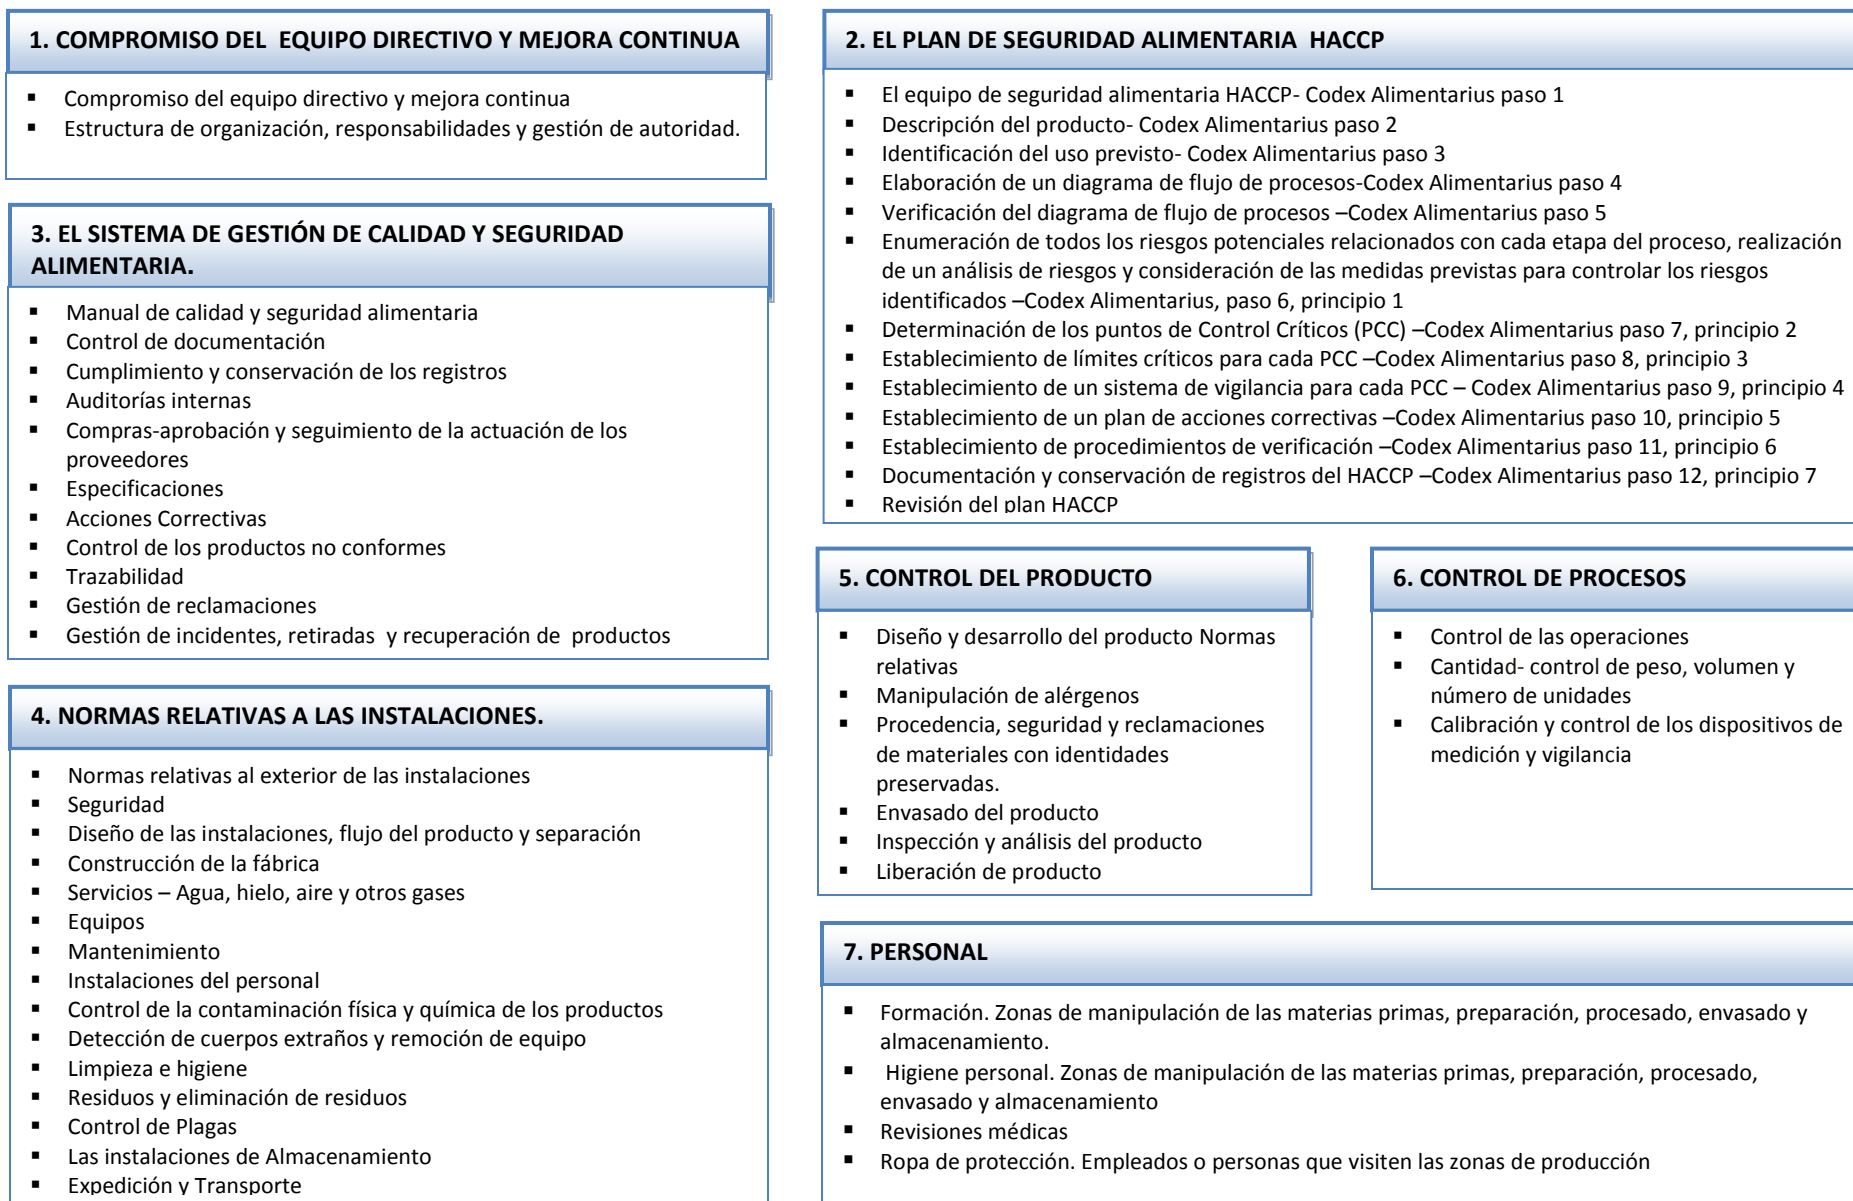 1. COMPROMISO DEL EQUIPO DIRECTIVO Y MEJORA CONTINUA
▪ Compromiso del equipo directivo y mejora continua
▪ Estructura de organización, responsabilidades y gestión de autoridad.
2. EL PLAN DE SEGURIDAD ALIMENTARIA HACCP
▪ El equipo de seguridad alimentaria HACCP- Codex Alimentarius paso 1
▪ Descripción del producto- Codex Alimentarius paso 2
▪ Identificación del uso previsto- Codex Alimentarius paso 3
▪ Elaboración de un diagrama de flujo de procesos-Codex Alimentarius paso 4
▪ Verificación del diagrama de flujo de procesos –Codex Alimentarius paso 5
▪ Enumeración de todos los riesgos potenciales relacionados con cada etapa del proceso, realización
de un análisis de riesgos y consideración de las medidas previstas para controlar los riesgos
identificados –Codex Alimentarius, paso 6, principio 1
▪ Determinación de los puntos de Control Críticos (PCC) –Codex Alimentarius paso 7, principio 2
▪ Establecimiento de límites críticos para cada PCC –Codex Alimentarius paso 8, principio 3
▪ Establecimiento de un sistema de vigilancia para cada PCC – Codex Alimentarius paso 9, principio 4
▪ Establecimiento de un plan de acciones correctivas –Codex Alimentarius paso 10, principio 5
▪ Establecimiento de procedimientos de verificación –Codex Alimentarius paso 11, principio 6
▪ Documentación y conservación de registros del HACCP –Codex Alimentarius paso 12, principio 7
▪ Revisión del plan HACCP
3. EL SISTEMA DE GESTIÓN DE CALIDAD Y SEGURIDAD
ALIMENTARIA.
▪ Manual de calidad y seguridad alimentaria
▪ Control de documentación
▪ Cumplimiento y conservación de los registros
▪ Auditorías internas
▪ Compras-aprobación y seguimiento de la actuación de los
proveedores
▪ Especificaciones
▪ Acciones Correctivas
▪ Control de los productos no conformes
▪ Trazabilidad
▪ Gestión de reclamaciones
▪ Gestión de incidentes, retiradas y recuperación de productos
4. NORMAS RELATIVAS A LAS INSTALACIONES.
▪ Normas relativas al exterior de las instalaciones
▪ Seguridad
▪ Diseño de las instalaciones, flujo del producto y separación
▪ Construcción de la fábrica
▪ Servicios – Agua, hielo, aire y otros gases
▪ Equipos
▪ Mantenimiento
▪ Instalaciones del personal
▪ Control de la contaminación física y química de los productos
▪ Detección de cuerpos extraños y remoción de equipo
▪ Limpieza e higiene
▪ Residuos y eliminación de residuos
▪ Control de Plagas
▪ Las instalaciones de Almacenamiento
▪ Expedición y Transporte
5. CONTROL DEL PRODUCTO
▪ Diseño y desarrollo del producto Normas
relativas
▪ Manipulación de alérgenos
▪ Procedencia, seguridad y reclamaciones
de materiales con identidades
preservadas.
▪ Envasado del producto
▪ Inspección y análisis del producto
▪ Liberación de producto
6. CONTROL DE PROCESOS
▪ Control de las operaciones
▪ Cantidad- control de peso, volumen y
número de unidades
▪ Calibración y control de los dispositivos de
medición y vigilancia
7. PERSONAL
▪ Formación. Zonas de manipulación de las materias primas, preparación, procesado, envasado y
almacenamiento.
▪ Higiene personal. Zonas de manipulación de las materias primas, preparación, procesado,
envasado y almacenamiento
▪ Revisiones médicas
▪ Ropa de protección. Empleados o personas que visiten las zonas de producción